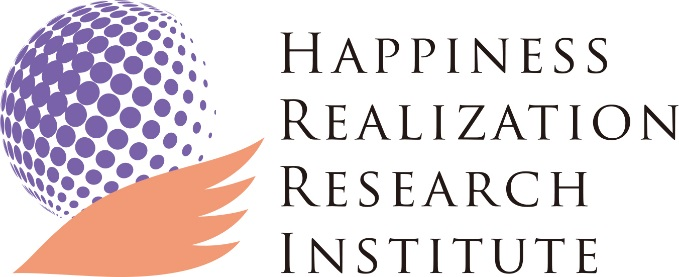 Happiness
Realization
Research
Institute